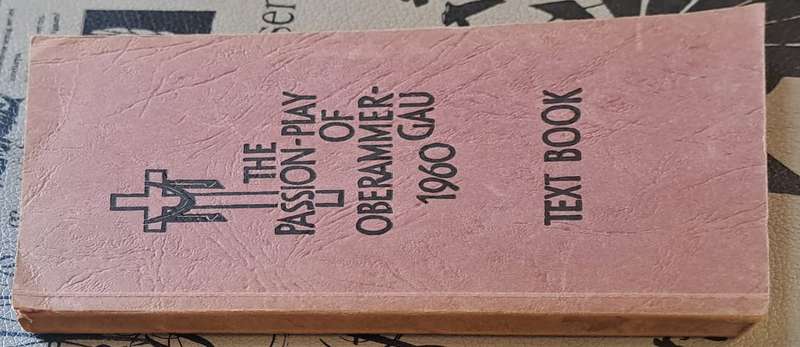 THE
PASSION-PLAY
OF
OBERAMMER-
GAU
1960
TEXT BOOK